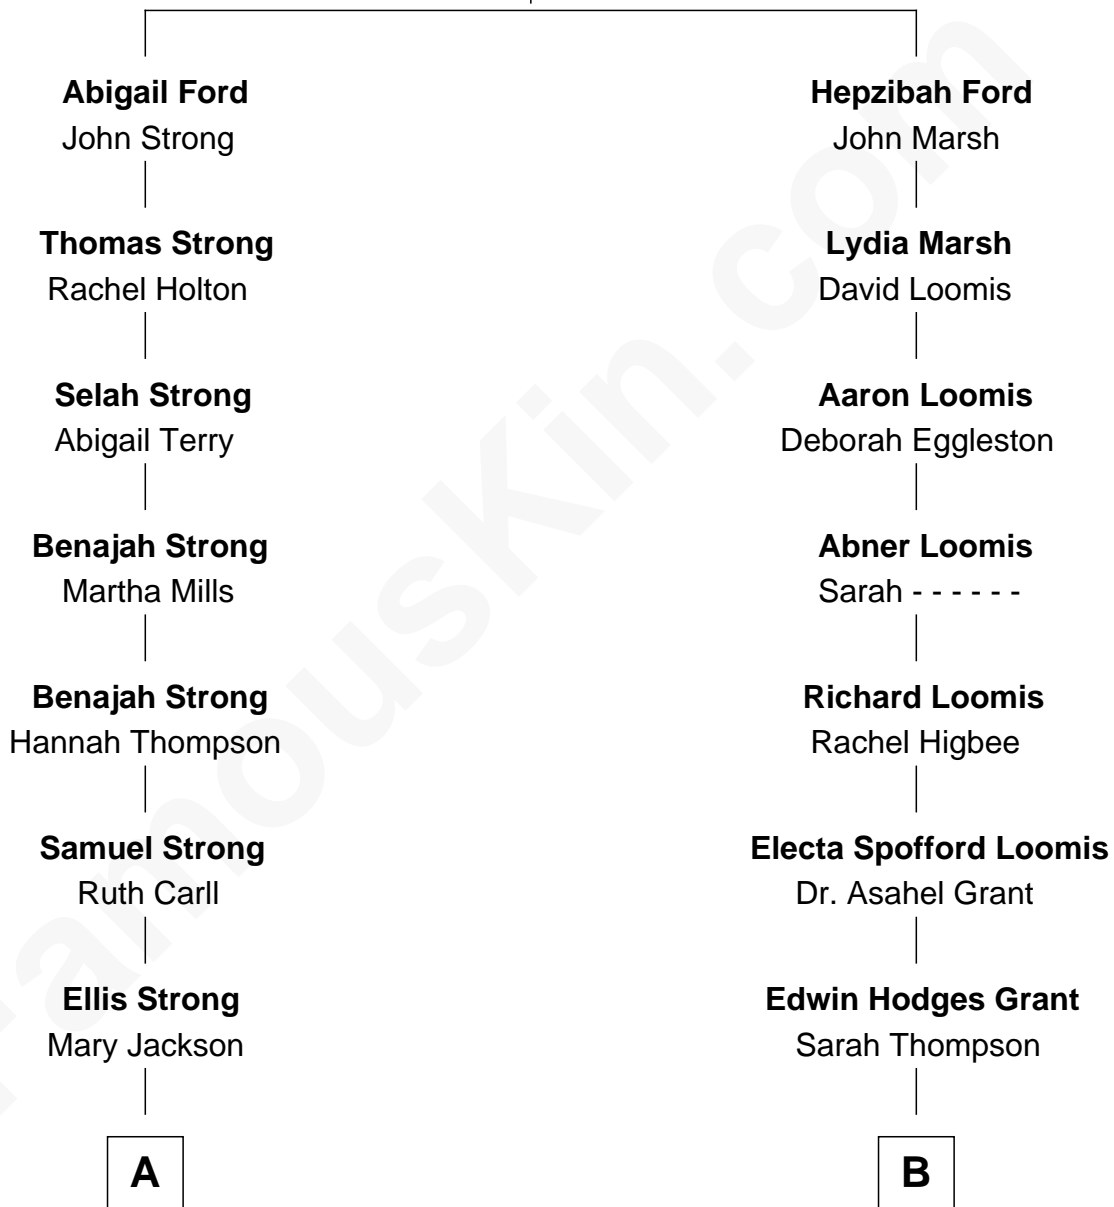 Abigail Ford
John Strong
Thomas Strong
Rachel Holton
Selah Strong
Abigail Terry
Benajah Strong
Martha Mills
Benajah Strong
Hannah Thompson
Samuel Strong
Ruth Carll
Ellis Strong
Mary Jackson
A
Hepzibah Ford
John Marsh
Lydia Marsh
David Loomis
Aaron Loomis
Deborah Eggleston
Abner Loomis
Sarah - - - - - -
Richard Loomis
Rachel Higbee
Electa Spofford Loomis
Dr. Asahel Grant
Edwin Hodges Grant
Sarah Thompson
B
FamousKin.com